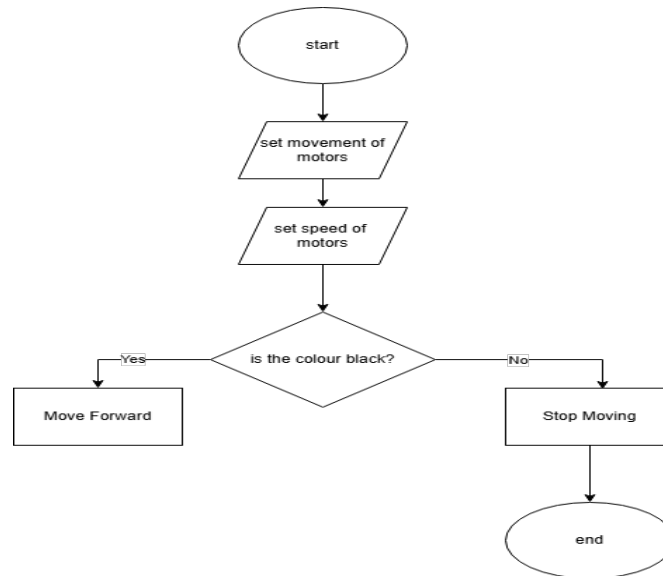 start
set movement of
motors
set speed of
motors
is the colour black?
Yes
No
Move Forward
Stop Moving
end